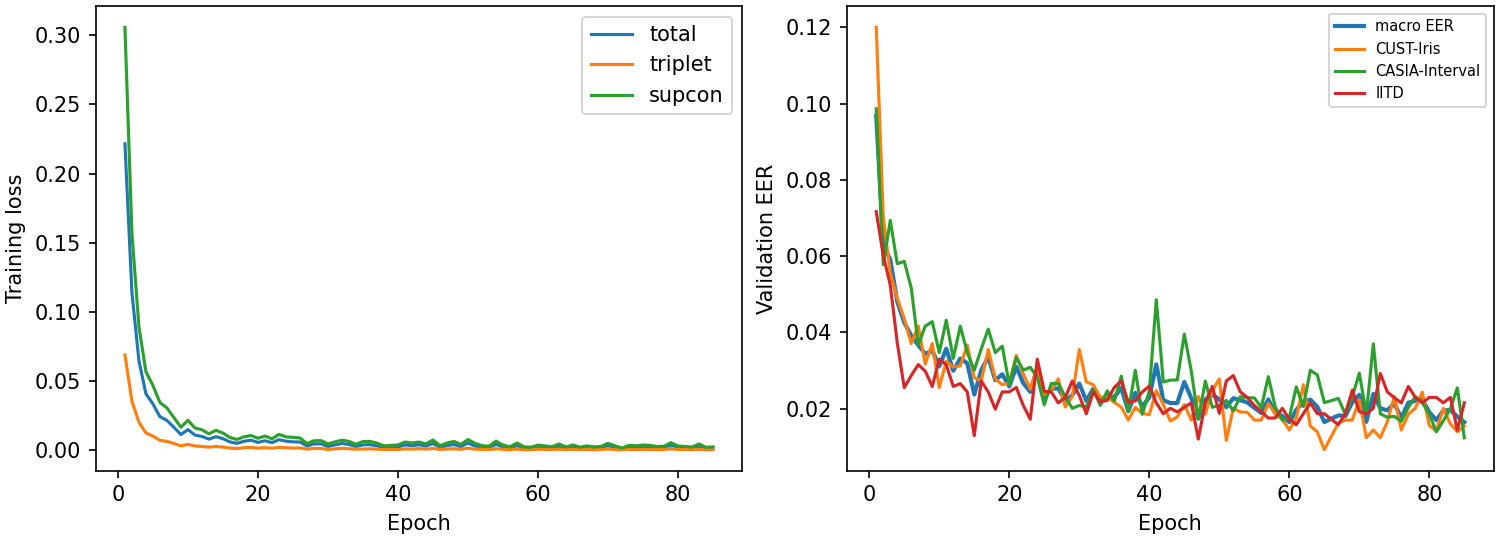 0.30
0.25
0.20
0.15
0.10
0.05
0.00
Training loss
0 20 40 60 80
Epoch
total
triplet
supcon
0.12
0.10
0.08
0.06
0.04
0.02
Validation EER
0 20 40 60 80
Epoch
macro EER
CUST-Iris
CASIA-Interval
IITD